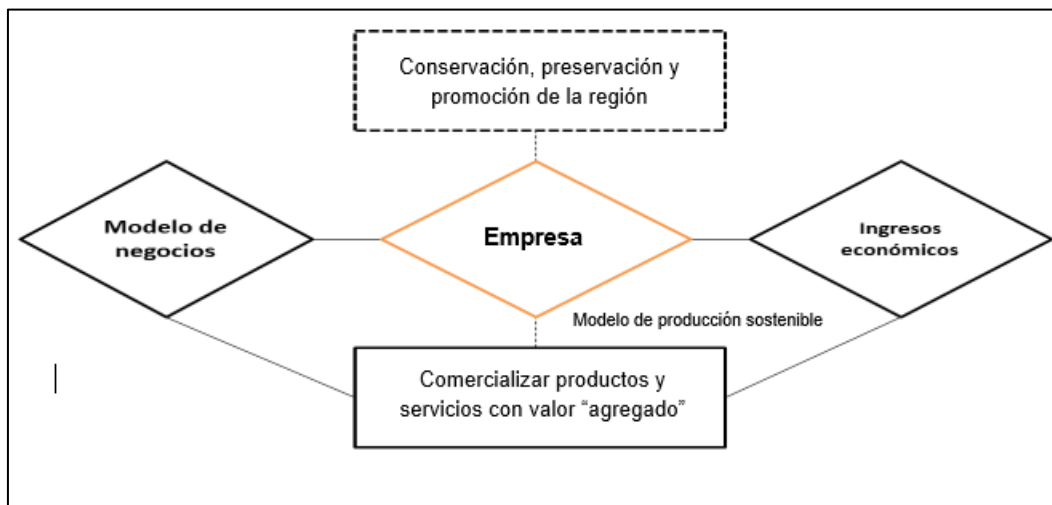 Conservación, preservación y
promoción de la región
Modelo de
negocios
Empresa
Ingresos
económicos
Modelo de producción sostenible
Comercializar productos y
servicios con valor “agregado”